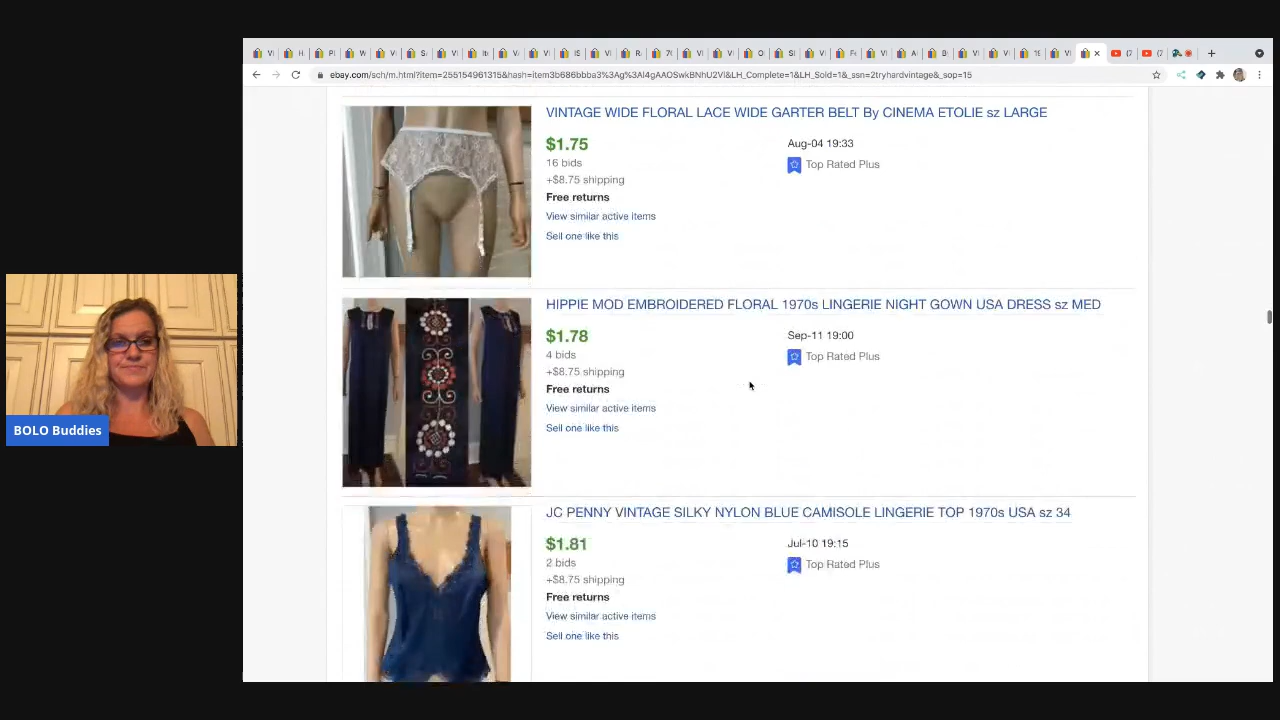 ebay.com/sch/m.html?item=255154961315&hash=item3b686bbba3%3Ag%3AI4gAAOSwkBNhU2Vl&LH_Complete=1&LH_Sold=1&_ssn=2tryhardvintage&_sop=15
VINTAGE WIDE FLORAL LACE WIDE GARTER BELT By CINEMA ETOLIE sz LARGE
$1.75
Aug-04 19:33
16 bids
Top Rated Plus
+$8.75 shipping
Free returns
View similar active items
Sell one like this
HIPPIE MOD EMBROIDERED FLORAL 1970s LINGERIE NIGHT GOWN USA DRESS sz MED
$1.78
Sep-11 19:00
4 bids
Top Rated Plus
+$8.75 shipping
Free returns
View similar active items
Sell one like this
BOLO Buddies
JC PENNY VINTAGE SILKY NYLON BLUE CAMISOLE LINGERIE TOP 1970s USA sz 34
$1.81
Jul-10 19:15
2 bids
Top Rated Plus
+$8.75 shipping
Free returns
View similar active items
Sell one like this